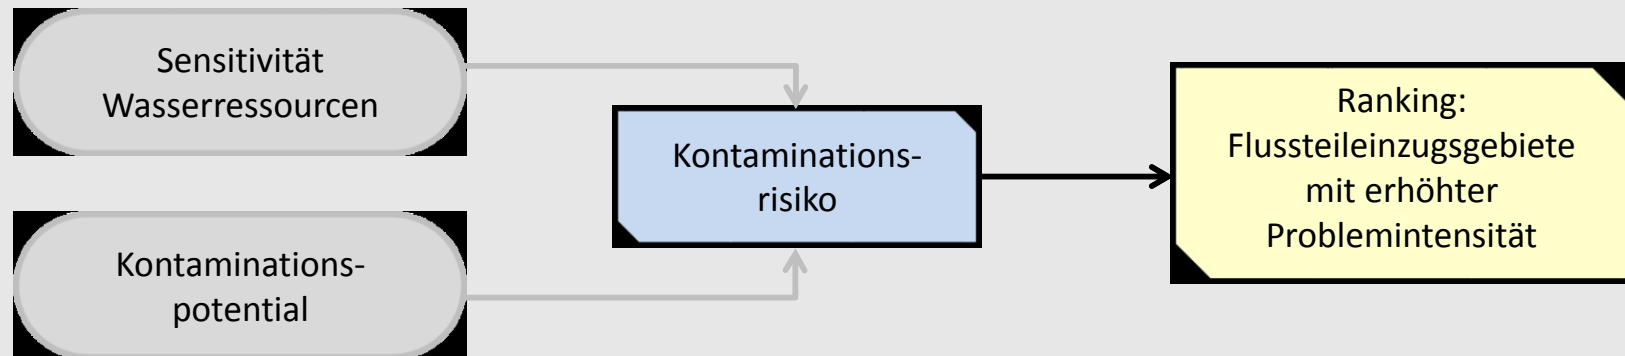 Sensitivität
Wasserressourcen
Kontaminations-
potential
Kontaminations-
risiko
Ranking:
Flussteileinzugsgebiete
mit erhöhter
Problemintensität